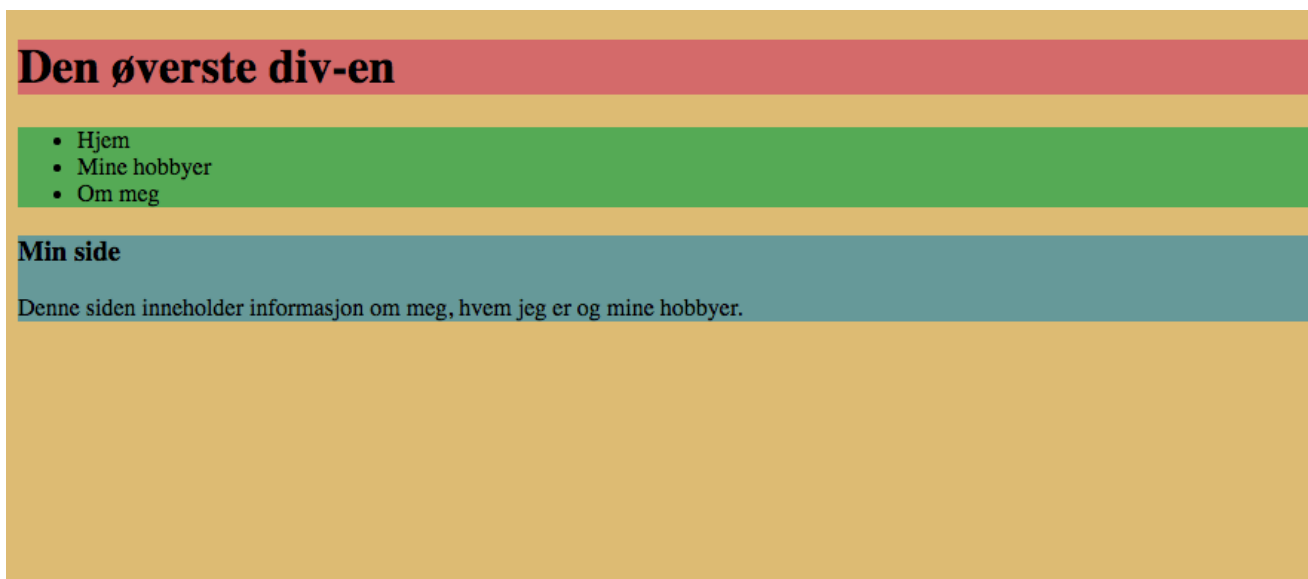 Den øverste div-en
Hjem
Mine hobbyer
Om meg
Min side
Denne siden inneholder informasjon om meg, hvem jeg er og mine hobbyer.